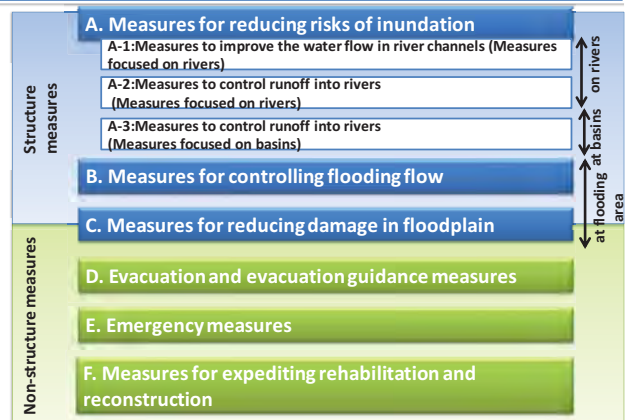 A. Measures for reducing risks of inundation
A-1:Measures to improve the water flow in river channels (Measures
focused on rivers)
A-2:Measures to control runoff into rivers
(Measures focused on rivers)
A-3:Measures to control runoff into rivers
(Measures focused on basins)
B. Measures for controlling flooding flow
C. Measures for reducing damage in floodplain
D. Evacuation and evacuation guidance measures
E. Emergency measures
F. Measures for expediting rehabilitation and
reconstruction
Structure
measures
Non-structure measures
on rivers
at basins
at flooding
area